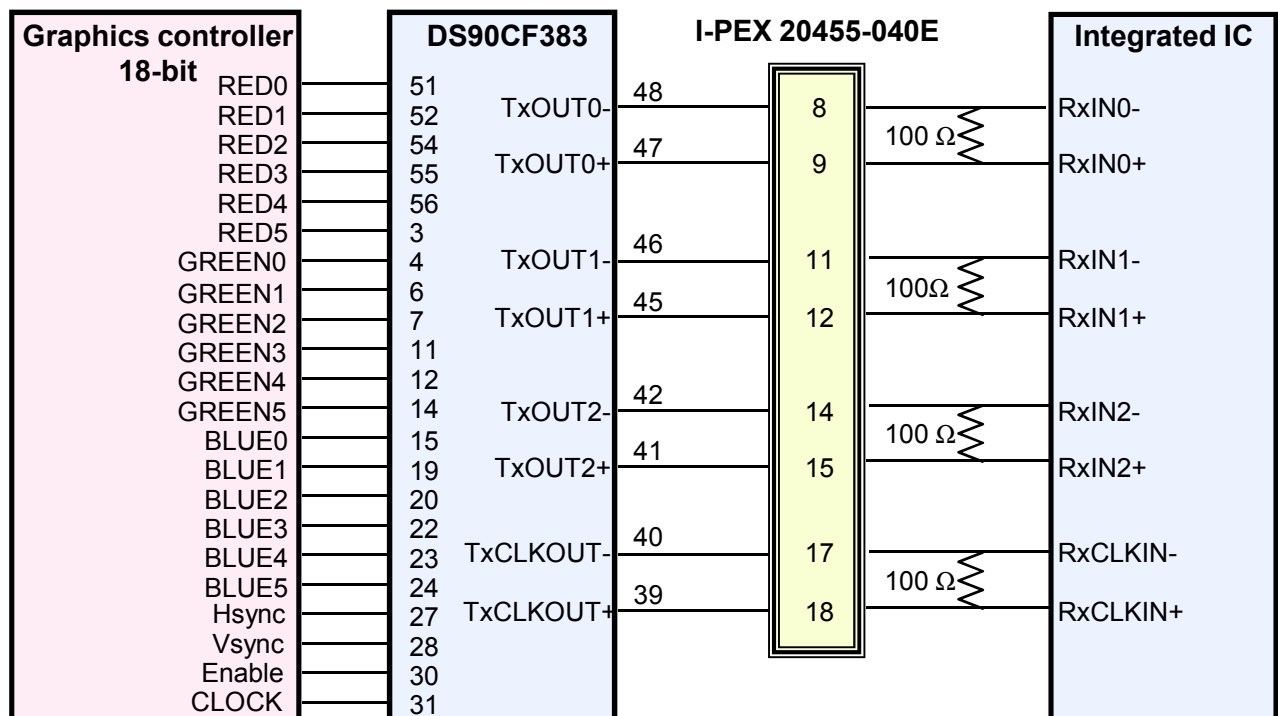 Graphics controller
18-bit
DS90CF383
I-PEX 20455-040E
Integrated IC
RED0 51
RED1 52
RED2 54
RED3 55
RED4 56
RED5 3
GREEN0 4
GREEN1 6
GREEN2 7
GREEN3 11
GREEN4 12
GREEN5 14
BLUE0 15
BLUE1 19
BLUE2 20
BLUE3 22
BLUE4 23
BLUE5 24
Hsync 27
Vsync 28
Enable 30
CLOCK 31
TxOUT0- 48 8 RxIN0-
100 Ω
TxOUT0+ 47 9 RxIN0+
TxOUT1- 46 11 RxIN1-
100Ω
TxOUT1+ 45 12 RxIN1+
TxOUT2- 42 14 RxIN2-
100 Ω
TxOUT2+ 41 15 RxIN2+
TxCLKOUT- 40 17 RxCLKIN-
100 Ω
TxCLKOUT+ 39 18 RxCLKIN+